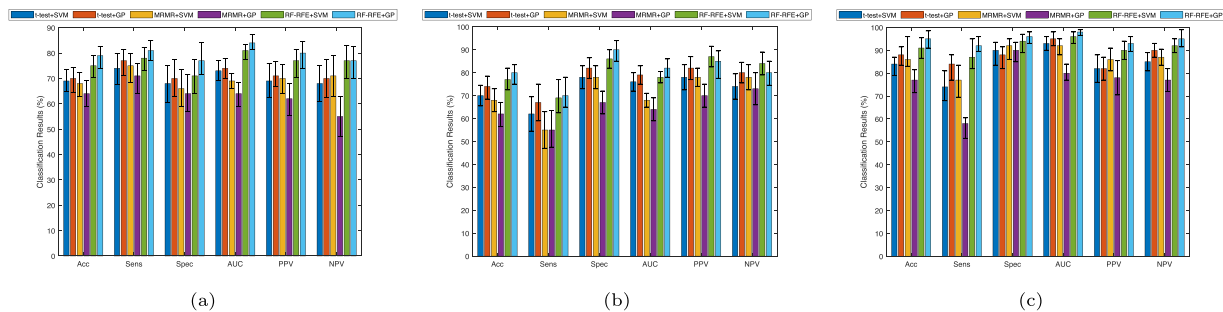 t-test+SVM t-test+GP MRMR+SVM MRMR+GP RF-RFE+SVM RF-RFE+GP
Classification Results (%)
90
80
70
60
50
40
30
20
10
0
Acc Sens Spec AUC PPV NPV
(a)
t-test+SVM t-test+GP MRMR+SVM MRMR+GP RF-RFE+SVM RF-RFE+GP
Classification Results (%)
100
90
80
70
60
50
40
30
20
10
0
Acc Sens Spec AUC PPV NPV
(b)
t-test+SVM t-test+GP MRMR+SVM MRMR+GP RF-RFE+SVM RF-RFE+GP
Classification Results (%)
100
90
80
70
60
50
40
30
20
10
0
Acc Sens Spec AUC PPV NPV
(c)